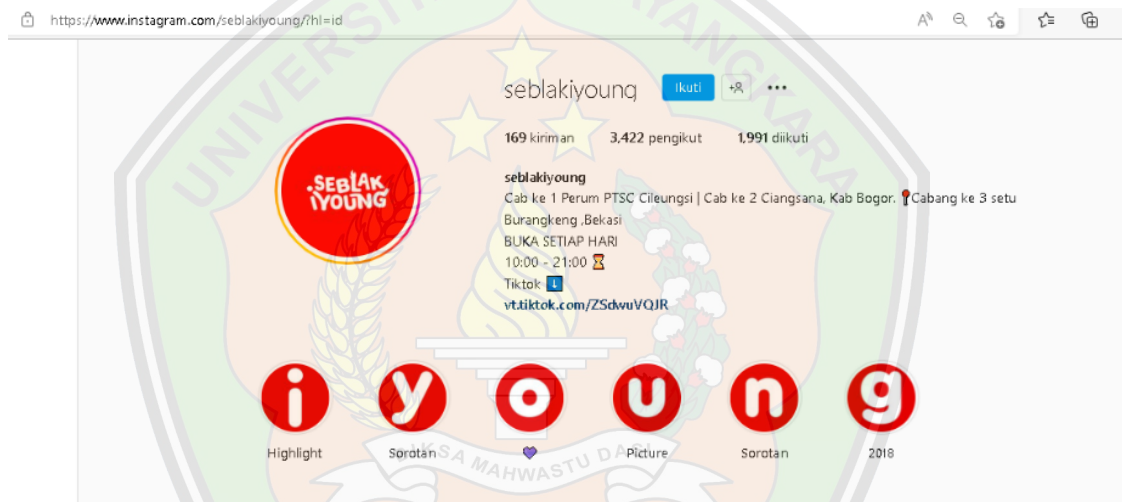 https://www.instagram.com/seblakiyoung/?hl=id
seblakiyoung Ikuti
169 kiriman 3,422 pengikut 1,991 diikuti
seblakiyoung
Cab ke 1 Perum PTSC Cileungsi | Cab ke 2 Ciangsana, Kab Bogor. 📍Cabang ke 3 setu
Burangkeng ,Bekasi
BUKA SETIAP HARI
10:00 - 21:00 ⏳
Tiktok ⬇️
vt.tiktok.com/ZSdwuVQJR
SEBLAK
IYOUNG
i y o u n g
Highlight Sorotan 💜 Picture Sorotan 2018
MAHWASTU